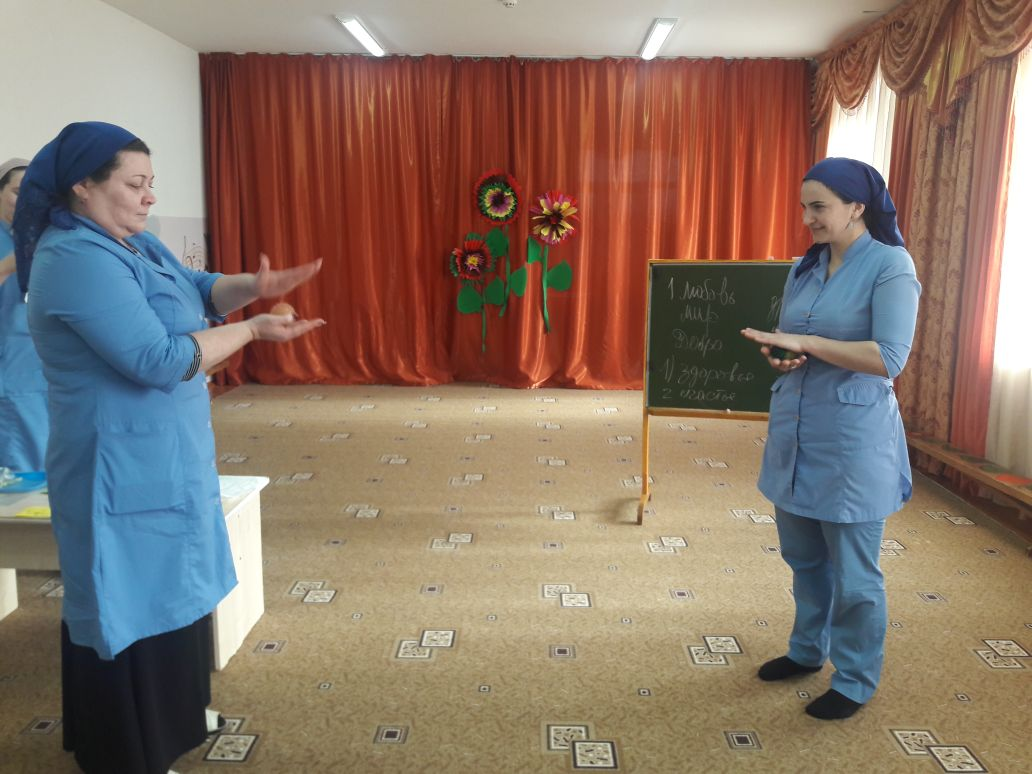 1 любовь
мир
Добро
1) здоровье
2 счастье